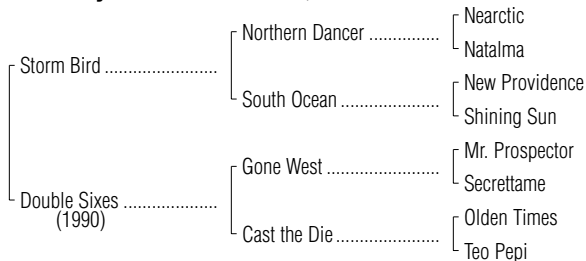 Nearctic
Northern Dancer ...............
Natalma
Storm Bird ........................
New Providence
South Ocean .....................
Shining Sun
Mr. Prospector
Gone West ........................
Secrettame
Double Sixes ....................
(1990)
Olden Times
Cast the Die ......................
Teo Pepi